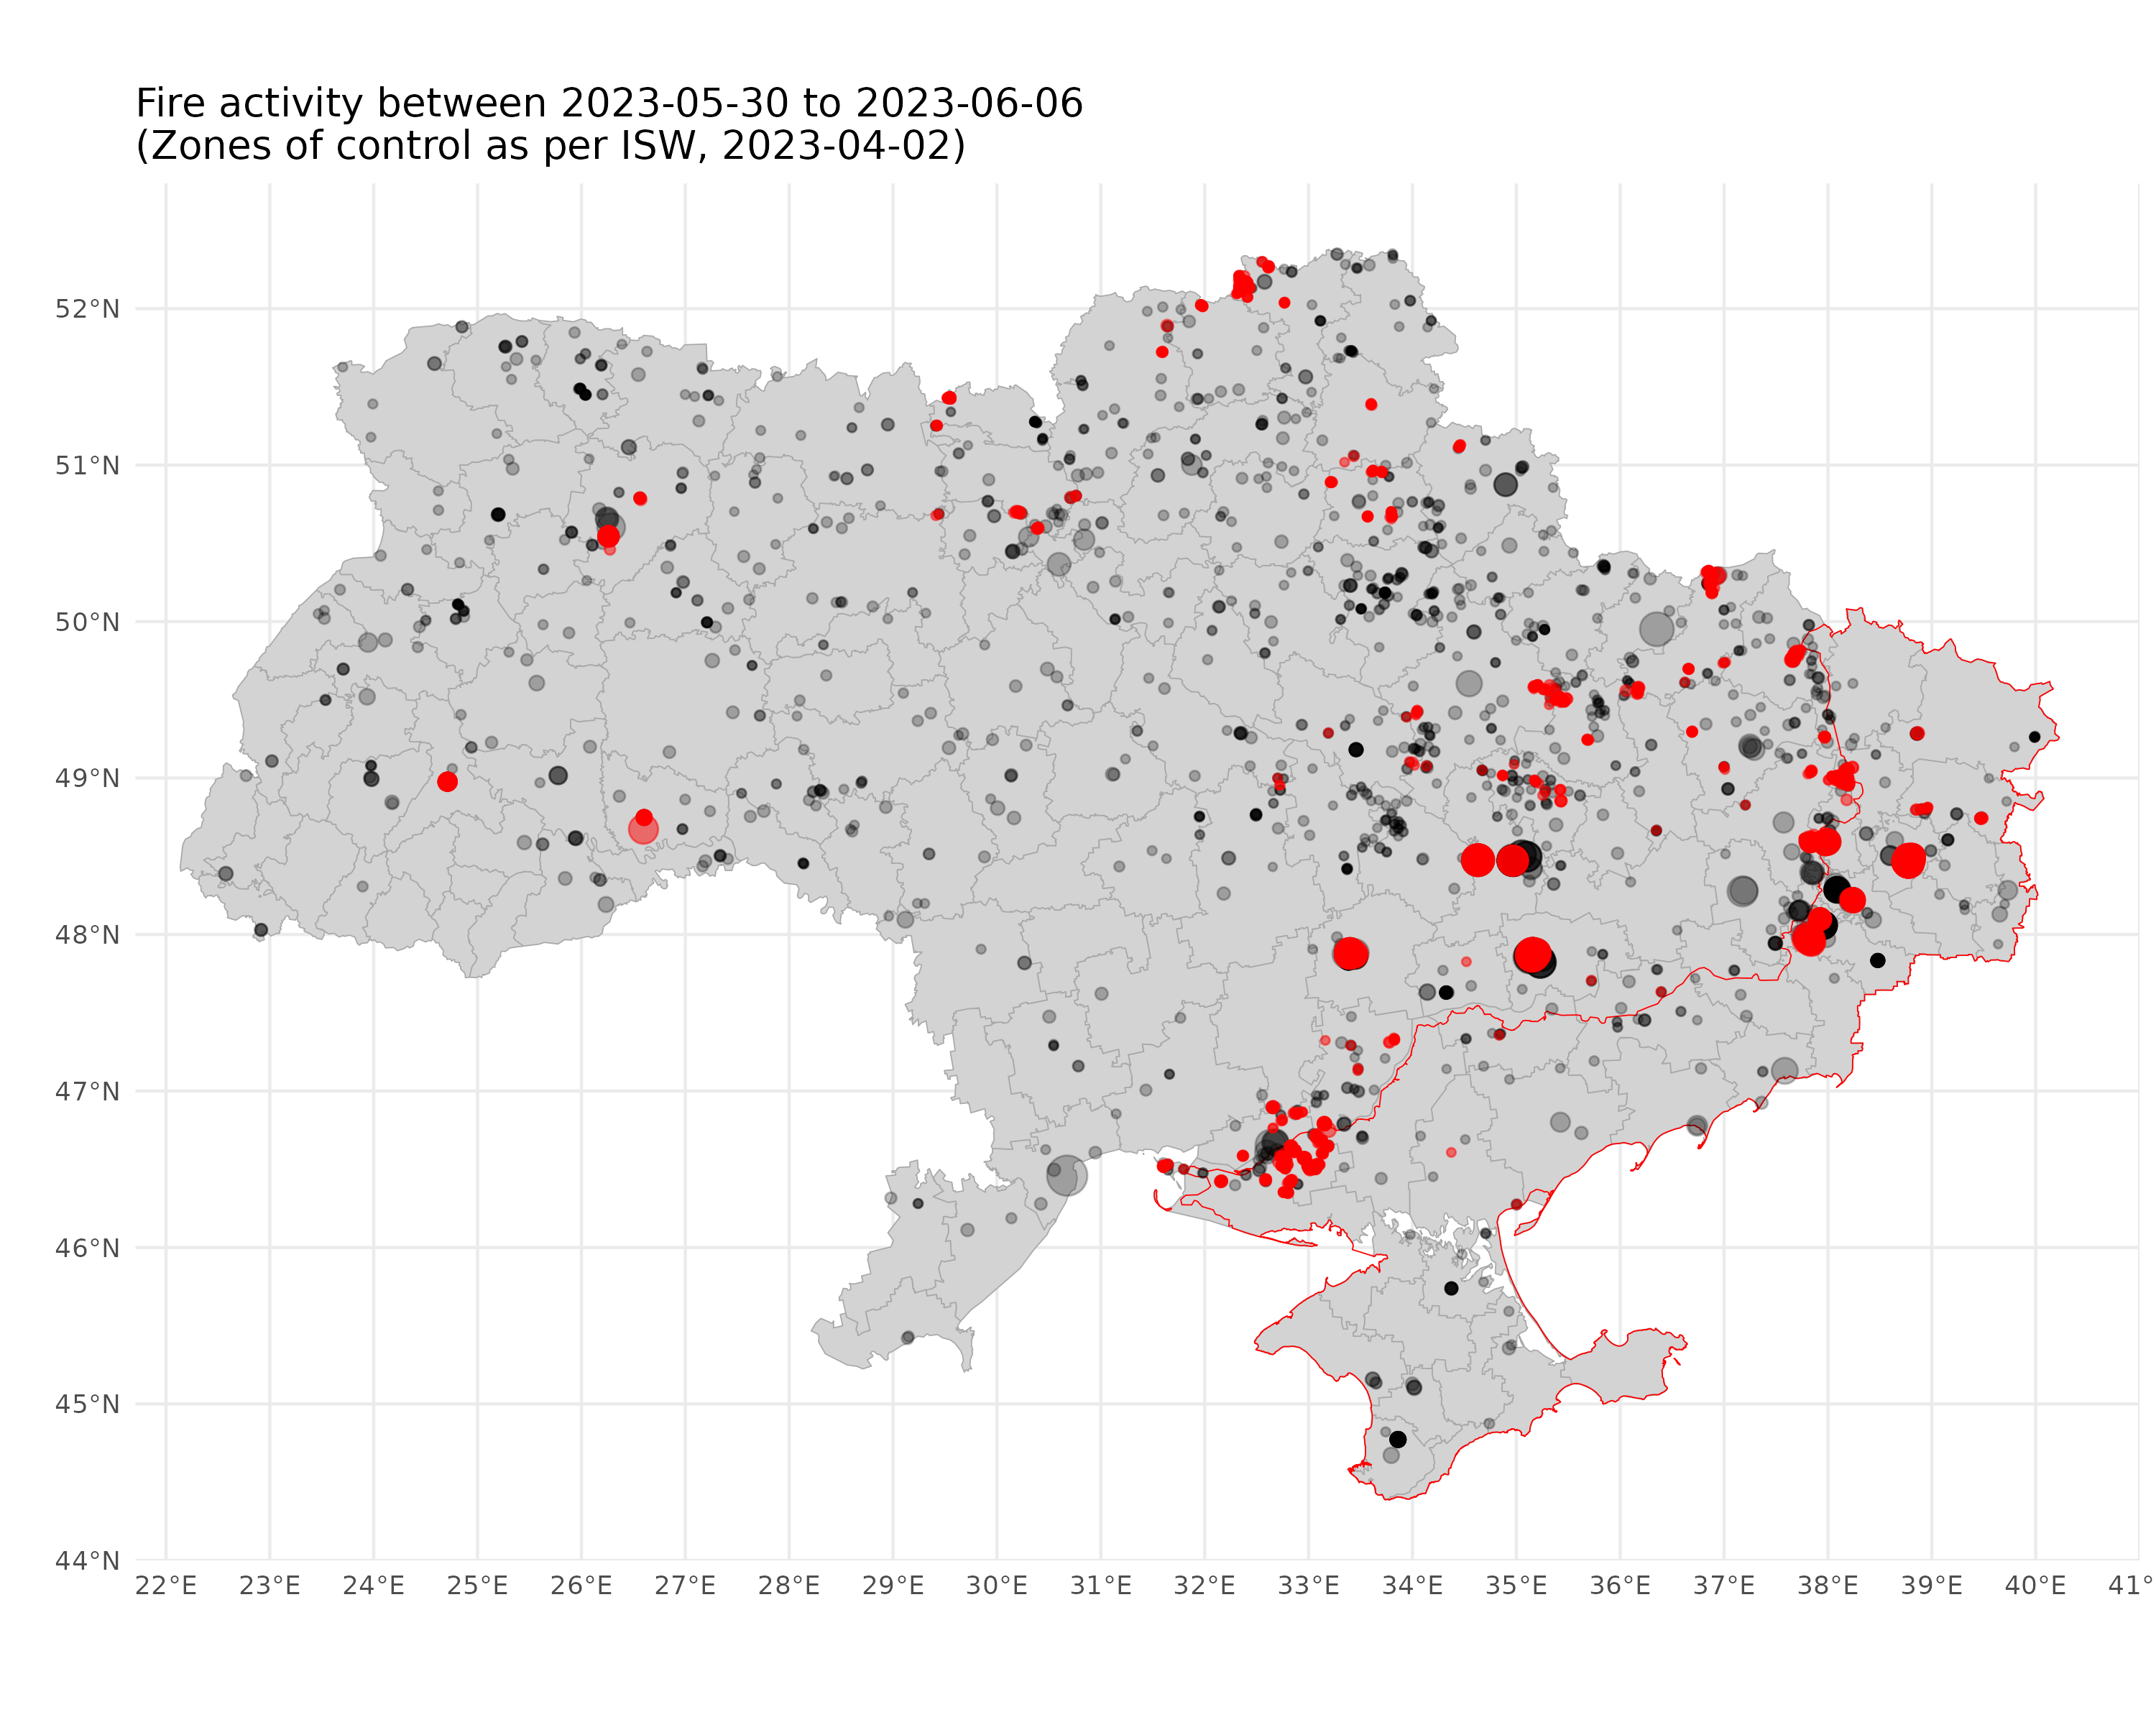 Fire activity between 2023-05-30 to 2023-06-06
(Zones of control as per ISW, 2023-04-02)
52°N
51°N
50°N
49°N
48°N
47°N
46°N
45°N
44°N
22°E 23°E 24°E 25°E 26°E 27°E 28°E 29°E 30°E 31°E 32°E 33°E 34°E 35°E 36°E 37°E 38°E 39°E 40°E 41°